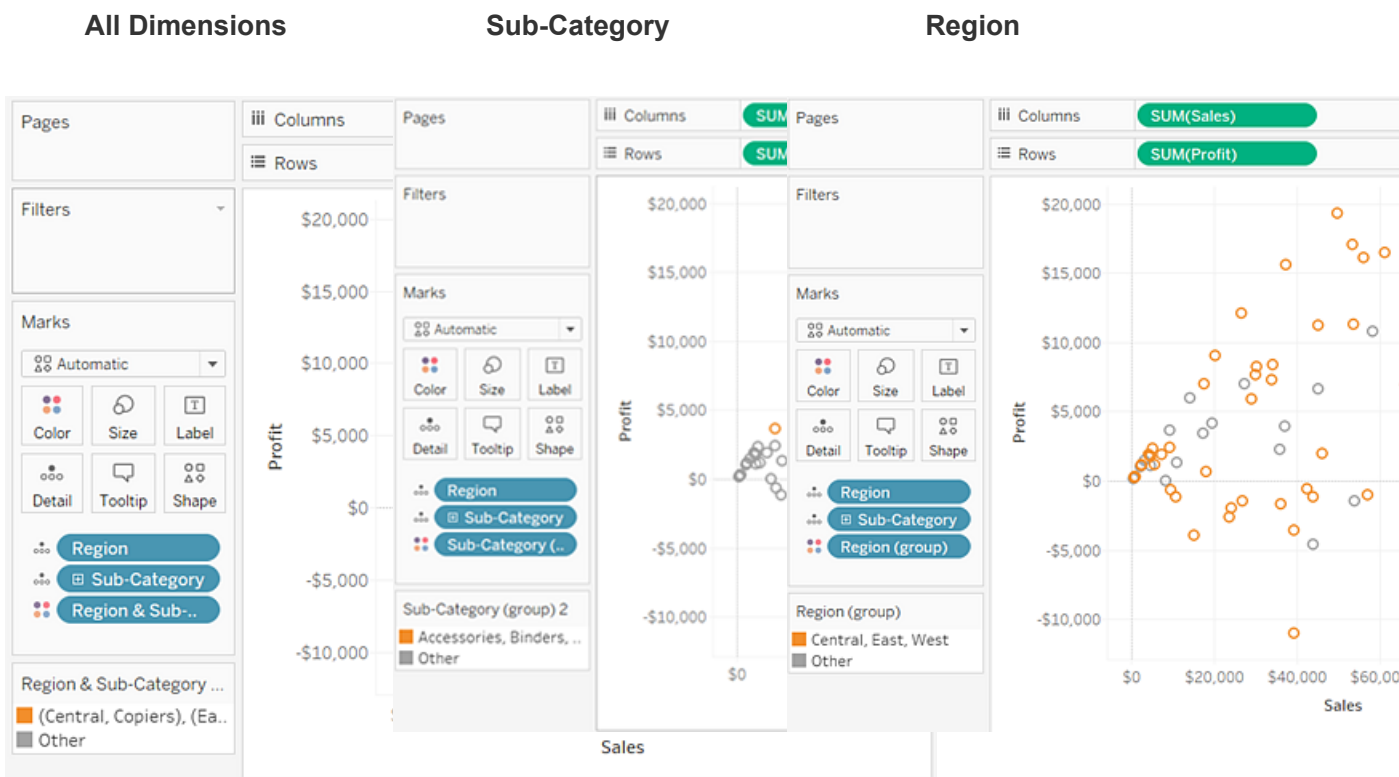 All Dimensions
Sub-Category
Region
Pages
Columns
Rows
Filters
Marks
Automatic
Color
Size
Label
Detail
Tooltip
Shape
Region
Sub-Category
Region & Sub-..
Region & Sub-Category ...
(Central, Copiers), (Ea..
Other
$20,000
$15,000
$10,000
$5,000
$0
-$5,000
-$10,000
Profit
Pages
Columns
SUM
Rows
SUM
Filters
Marks
Automatic
Color
Size
Label
Detail
Tooltip
Shape
Region
Sub-Category
Sub-Category (..
Sub-Category (group) 2
Accessories, Binders, ..
Other
$20,000
$15,000
$10,000
$5,000
$0
-$5,000
-$10,000
Profit
$0
Sales
Pages
Columns
SUM(Sales)
Rows
SUM(Profit)
Filters
Marks
Automatic
Color
Size
Label
Detail
Tooltip
Shape
Region
Sub-Category
Region (group)
Region (group)
Central, East, West
Other
$20,000
$15,000
$10,000
$5,000
$0
-$5,000
-$10,000
Profit
$0
$20,000
$40,000
$60,00
Sales